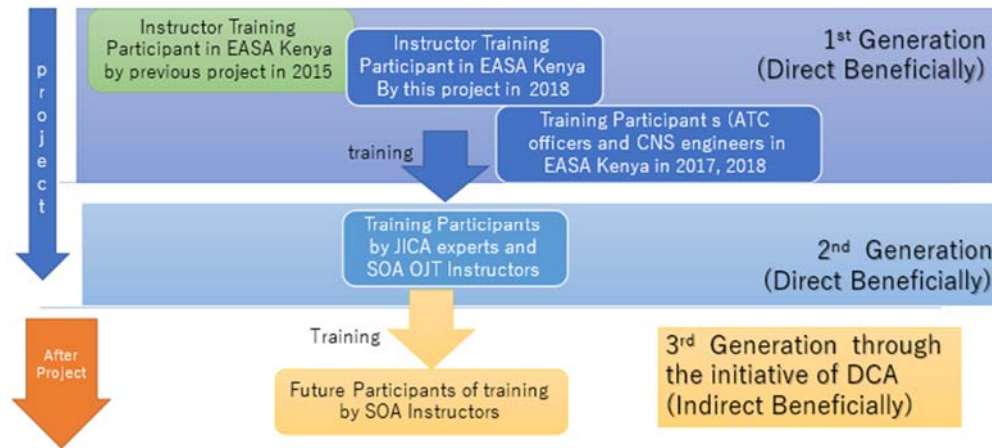 project
Instructor Training
Participant in EASA Kenya
by previous project in 2015
Instructor Training
Participant in EASA Kenya
By this project in 2018
1st Generation
(Direct Beneficially)
Training Participant s (ATC
officers and CNS engineers in
EASA Kenya in 2017, 2018
training
Training Participants
by JICA experts and
SOA OJT Instructors
2nd Generation
(Direct Beneficially)
After
Project
Training
Future Participants of training
by SOA Instructors
3rd Generation through
the initiative of DCA
(Indirect Beneficially)